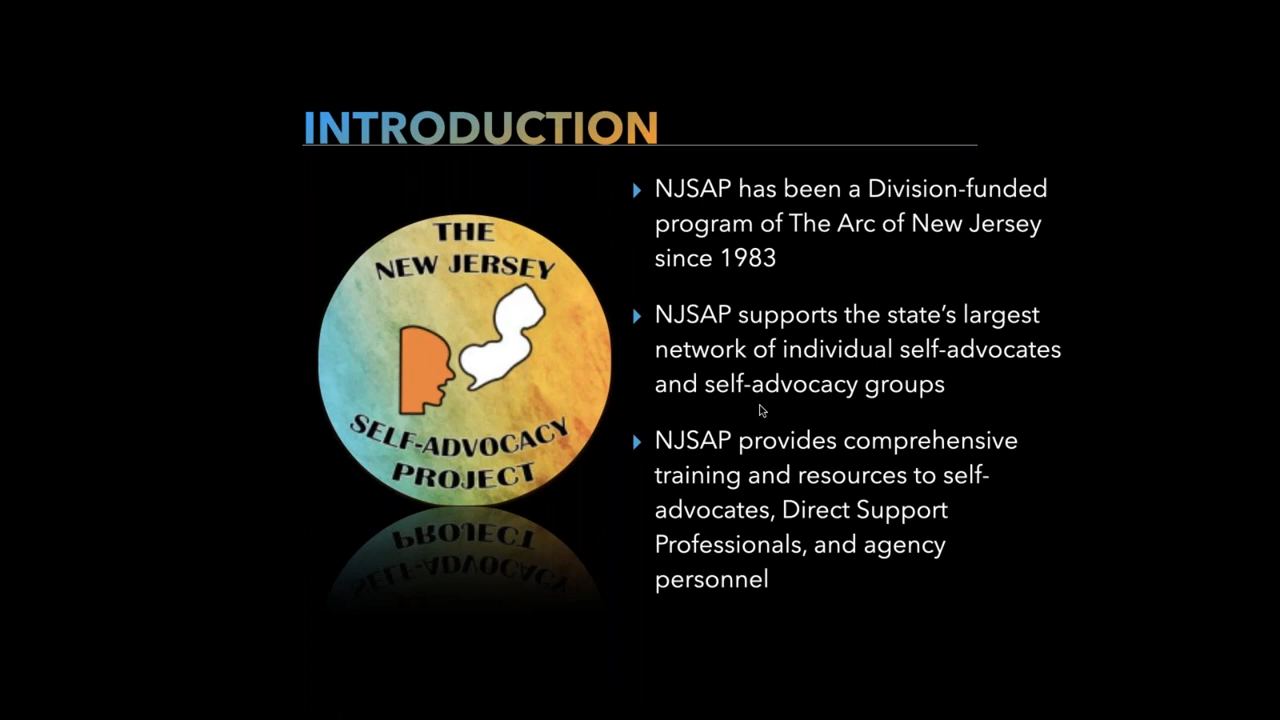 INTRODUCTION
THE
NEW JERSEY
SELF-ADVOCACY
PROJECT
NJSAP has been a Division-funded
program of The Arc of New Jersey
since 1983
NJSAP supports the state’s largest
network of individual self-advocates
and self-advocacy groups
NJSAP provides comprehensive
training and resources to self-
advocates, Direct Support
Professionals, and agency
personnel